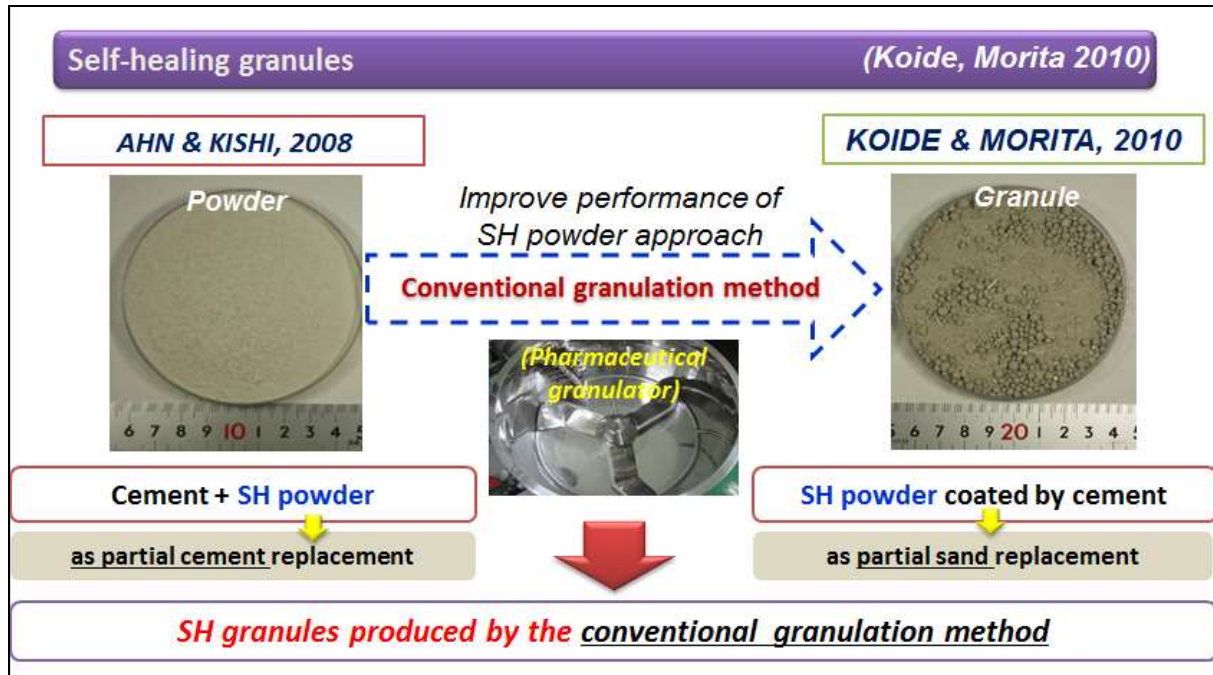 Self-healing granules
(Koide, Morita 2010)
AHN & KISHI, 2008
KOIDE & MORITA, 2010
Powder
Improve performance of
SH powder approach
Conventional granulation method
Granule
(Pharmaceutical
granulator)
6 7 8 9 10 1 2 3 4 5
6 7 8 9 20 1 2 3 4 5
Cement + SH powder
SH powder coated by cement
as partial cement replacement
as partial sand replacement
SH granules produced by the conventional granulation method